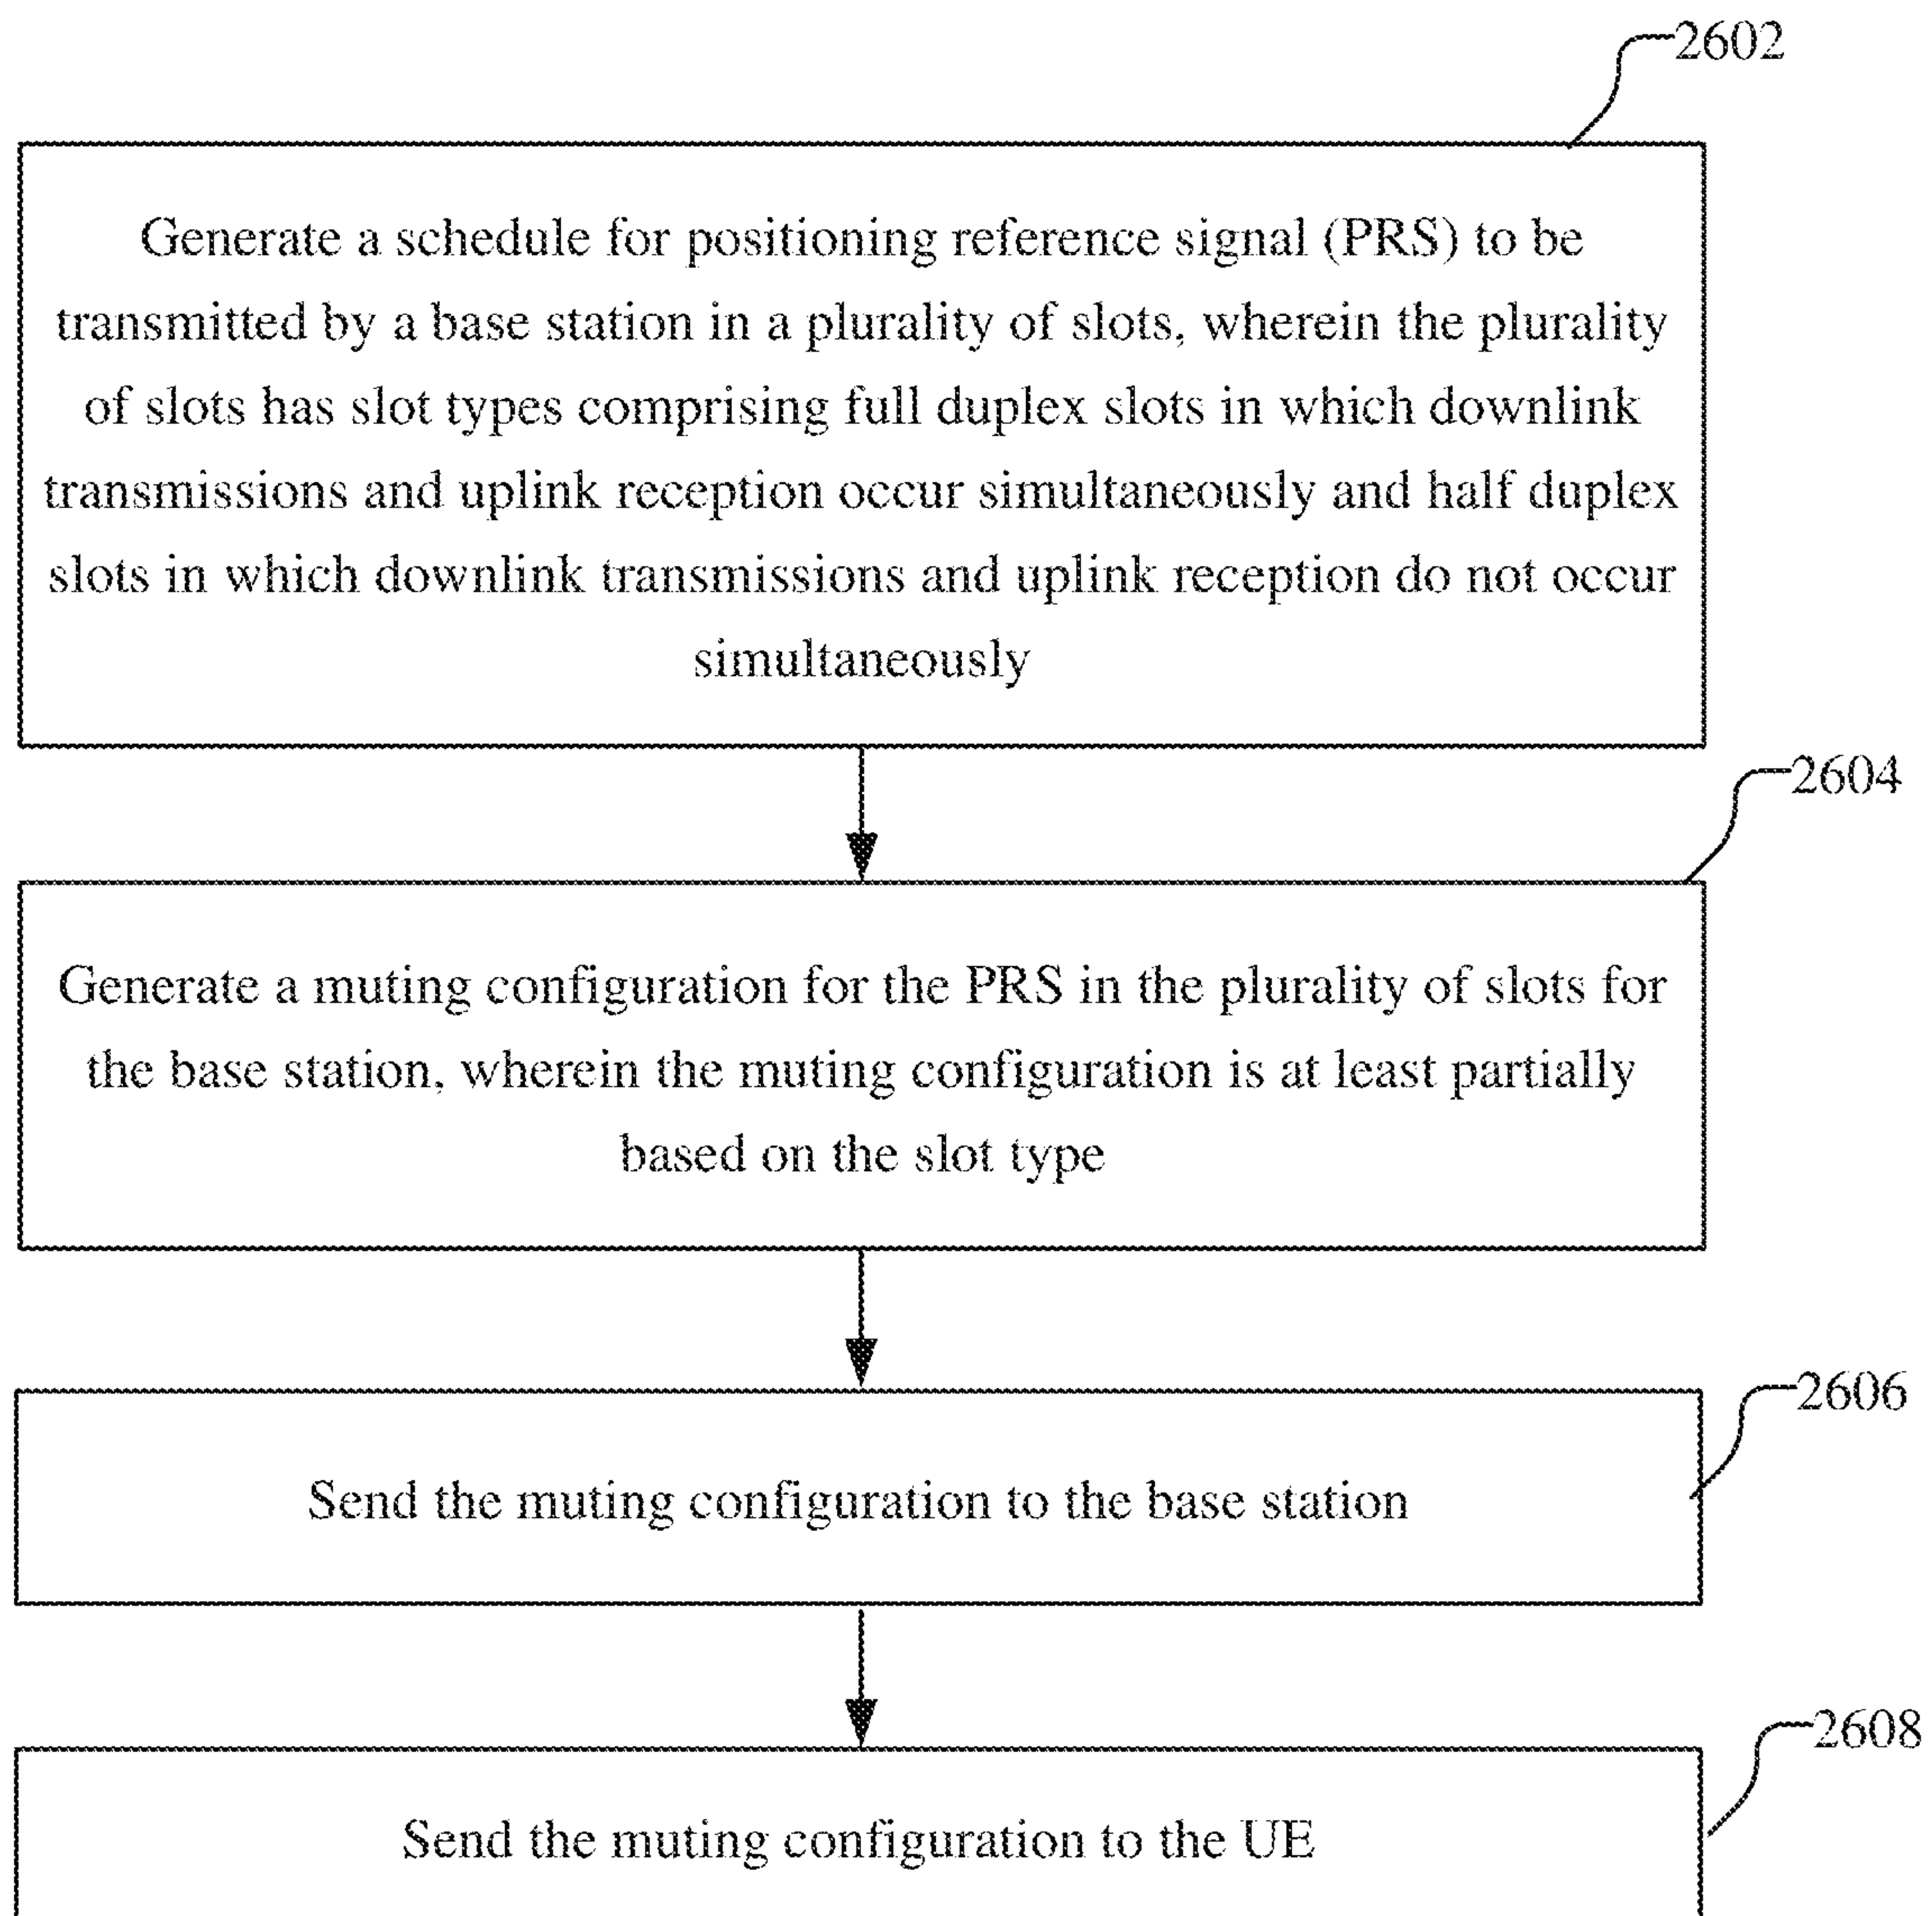 2602
Generate a schedule for positioning reference signal (PRS) to be
transmitted by a base station in a plurality of slots, wherein the plurality
of slots has slot types comprising full duplex slots in which downlink
transmissions and uplink reception occur simultaneously and half duplex
slots in which downlink transmissions and uplink reception do not occur
simultaneously
2604
Generate a muting configuration for the PRS in the plurality of slots for
the base station, wherein the muting configuration is at least partially
based on the slot type
2606
Send the muting configuration to the base station
2608
Send the muting configuration to the UE